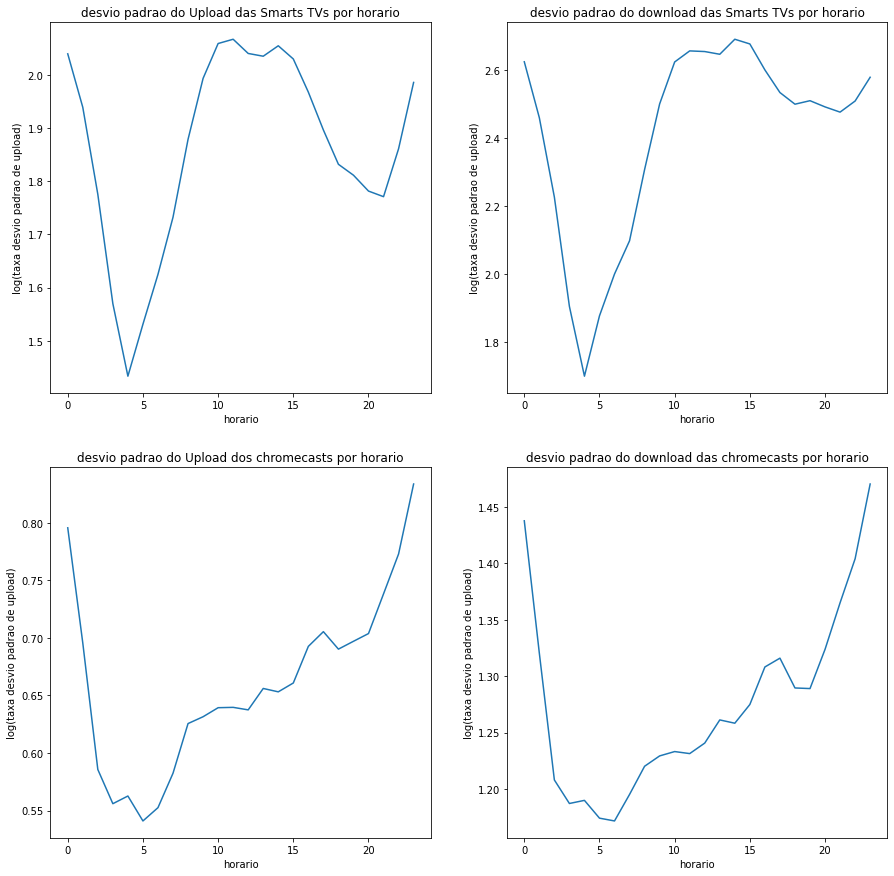 desvio padrao do Upload das Smarts TVs por horario
log(taxa desvio padrao de upload)
2.0
1.9
1.8
1.7
1.6
1.5
0 5 10 15 20
horario
desvio padrao do download das Smarts TVs por horario
log(taxa desvio padrao de upload)
2.6
2.4
2.2
2.0
1.8
0 5 10 15 20
horario
desvio padrao do Upload dos chromecasts por horario
log(taxa desvio padrao de upload)
0.80
0.75
0.70
0.65
0.60
0.55
0 5 10 15 20
horario
desvio padrao do download das chromecasts por horario
log(taxa desvio padrao de upload)
1.45
1.40
1.35
1.30
1.25
1.20
0 5 10 15 20
horario